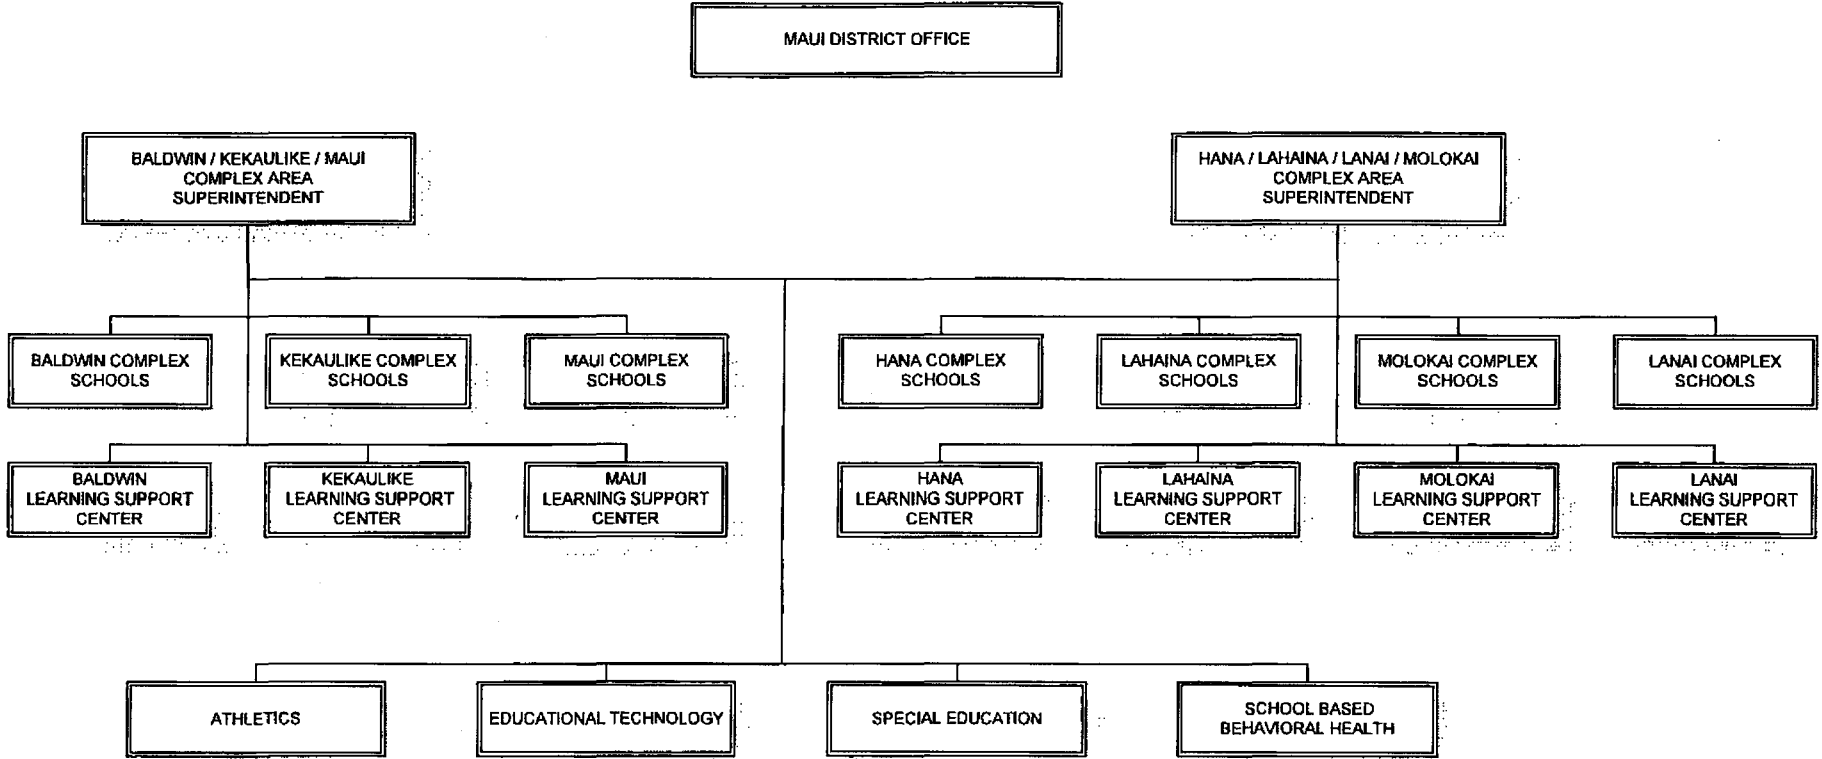 MAUI DISTRICT OFFICE
BALDWIN / KEKAULIKE / MAUI
COMPLEX AREA
SUPERINTENDENT
HANA / LAHAINA / LANAI / MOLOKAI
COMPLEX AREA
SUPERINTENDENT
BALDWIN COMPLEX
SCHOOLS
KEKAULIKE COMPLEX
SCHOOLS
MAUI COMPLEX
SCHOOLS
HANA COMPLEX
SCHOOLS
LAHAINA COMPLEX
SCHOOLS
MOLOKAI COMPLEX
SCHOOLS
LANAI COMPLEX
SCHOOLS
BALDWIN
LEARNING SUPPORT
CENTER
KEKAULIKE
LEARNING SUPPORT
CENTER
MAUI
LEARNING SUPPORT
CENTER
HANA
LEARNING SUPPORT
CENTER
LAHAINA
LEARNING SUPPORT
CENTER
MOLOKAI
LEARNING SUPPORT
CENTER
LANAI
LEARNING SUPPORT
CENTER
ATHLETICS
EDUCATIONAL TECHNOLOGY
SPECIAL EDUCATION
SCHOOL BASED
BEHAVIORAL HEALTH